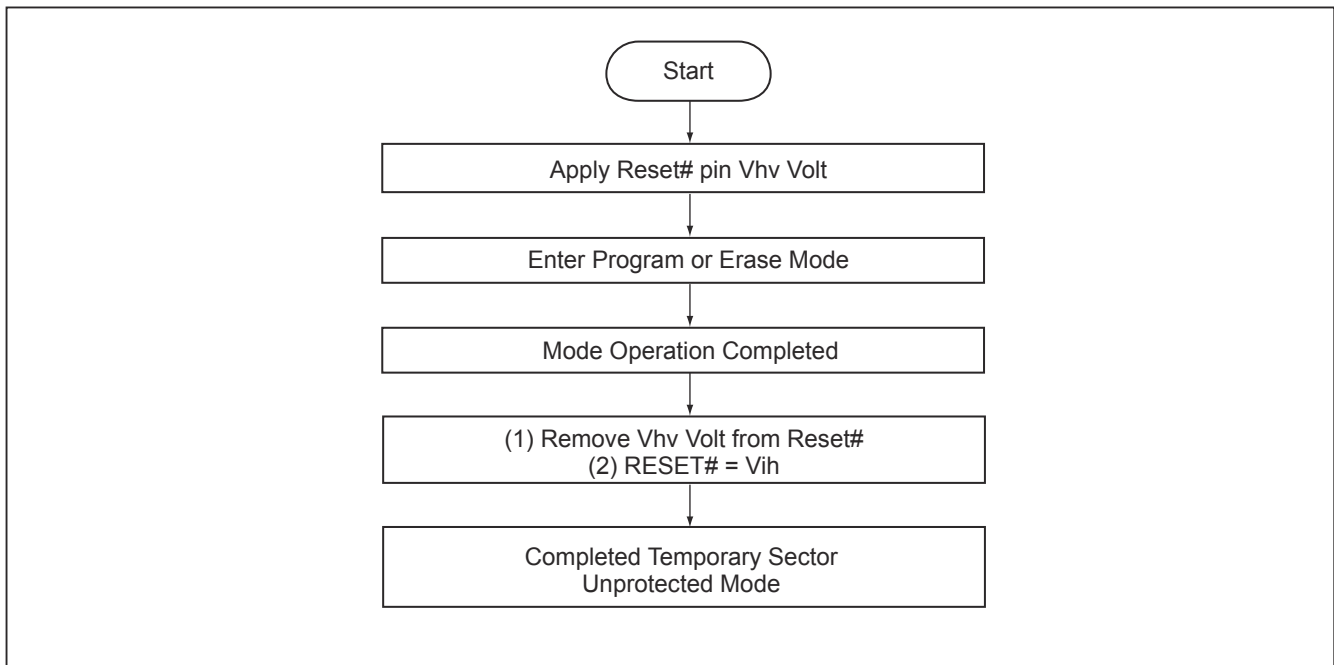 Start
Apply Reset# pin Vhv Volt
Enter Program or Erase Mode
Mode Operation Completed
(1) Remove Vhv Volt from Reset#
(2) RESET# = Vih
Completed Temporary Sector
Unprotected Mode